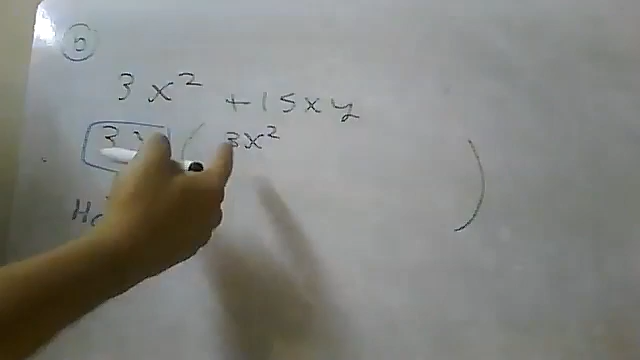 b
3x² + 15xy
3x ( 3x² )